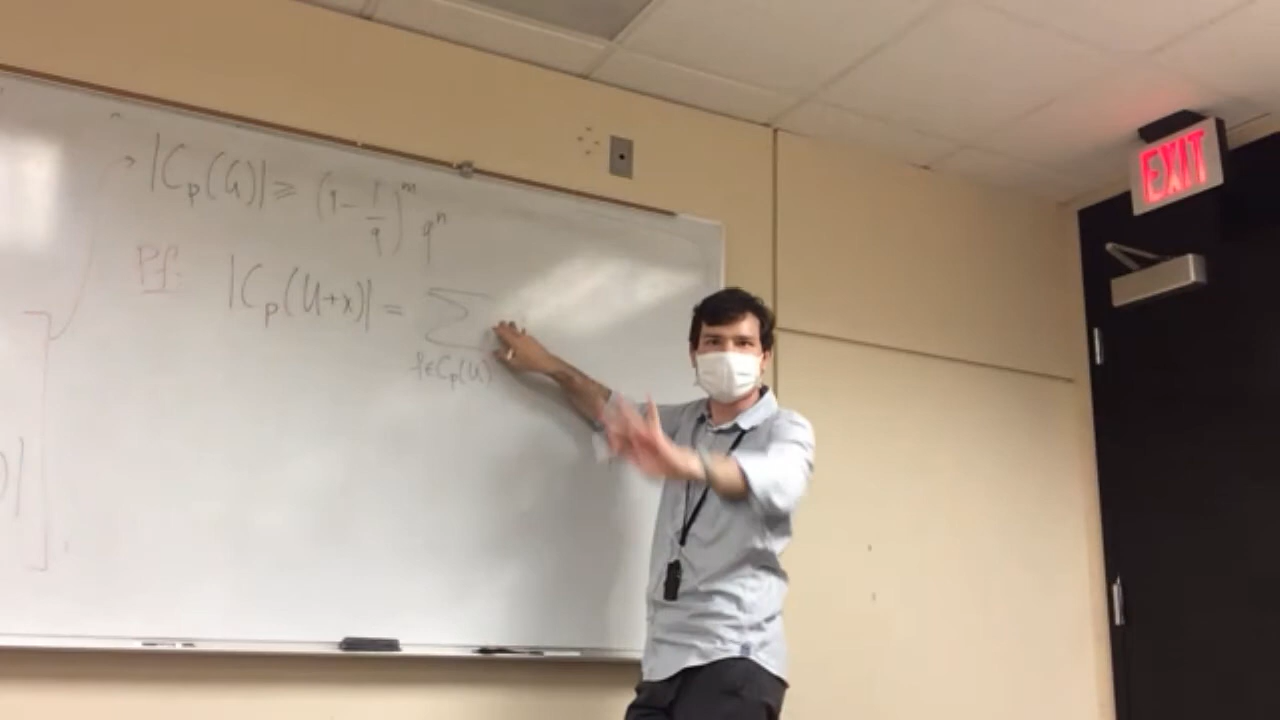 |C_p(G)| ≥ (1 - 1/q)^m q^n
Pf: |C_p(U+x)| = Σ
f∈C_p(U)
EXIT